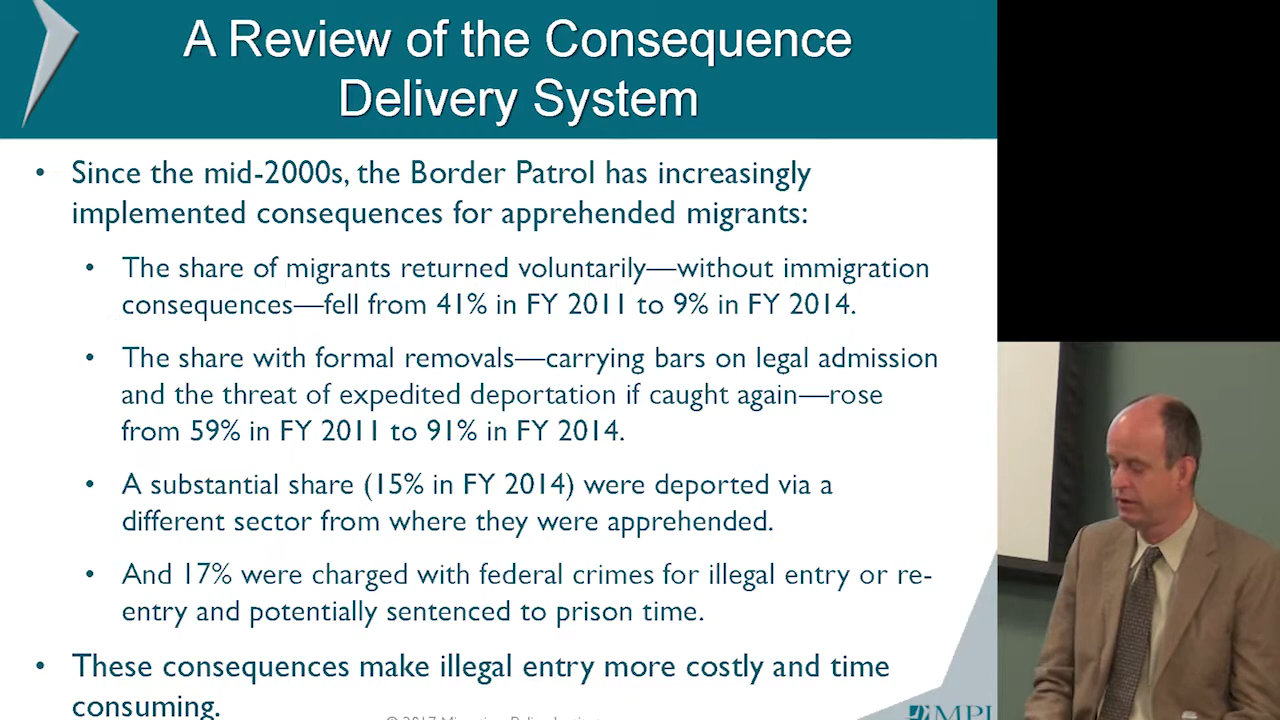 A Review of the Consequence
Delivery System
• Since the mid-2000s, the Border Patrol has increasingly
implemented consequences for apprehended migrants:
• The share of migrants returned voluntarily—without immigration
consequences—fell from 41% in FY 2011 to 9% in FY 2014.
• The share with formal removals—carrying bars on legal admission
and the threat of expedited deportation if caught again—rose
from 59% in FY 2011 to 91% in FY 2014.
• A substantial share (15% in FY 2014) were deported via a
different sector from where they were apprehended.
• And 17% were charged with federal crimes for illegal entry or re-
entry and potentially sentenced to prison time.
• These consequences make illegal entry more costly and time
consuming.
© 2017 Migration Policy Institute
MPI